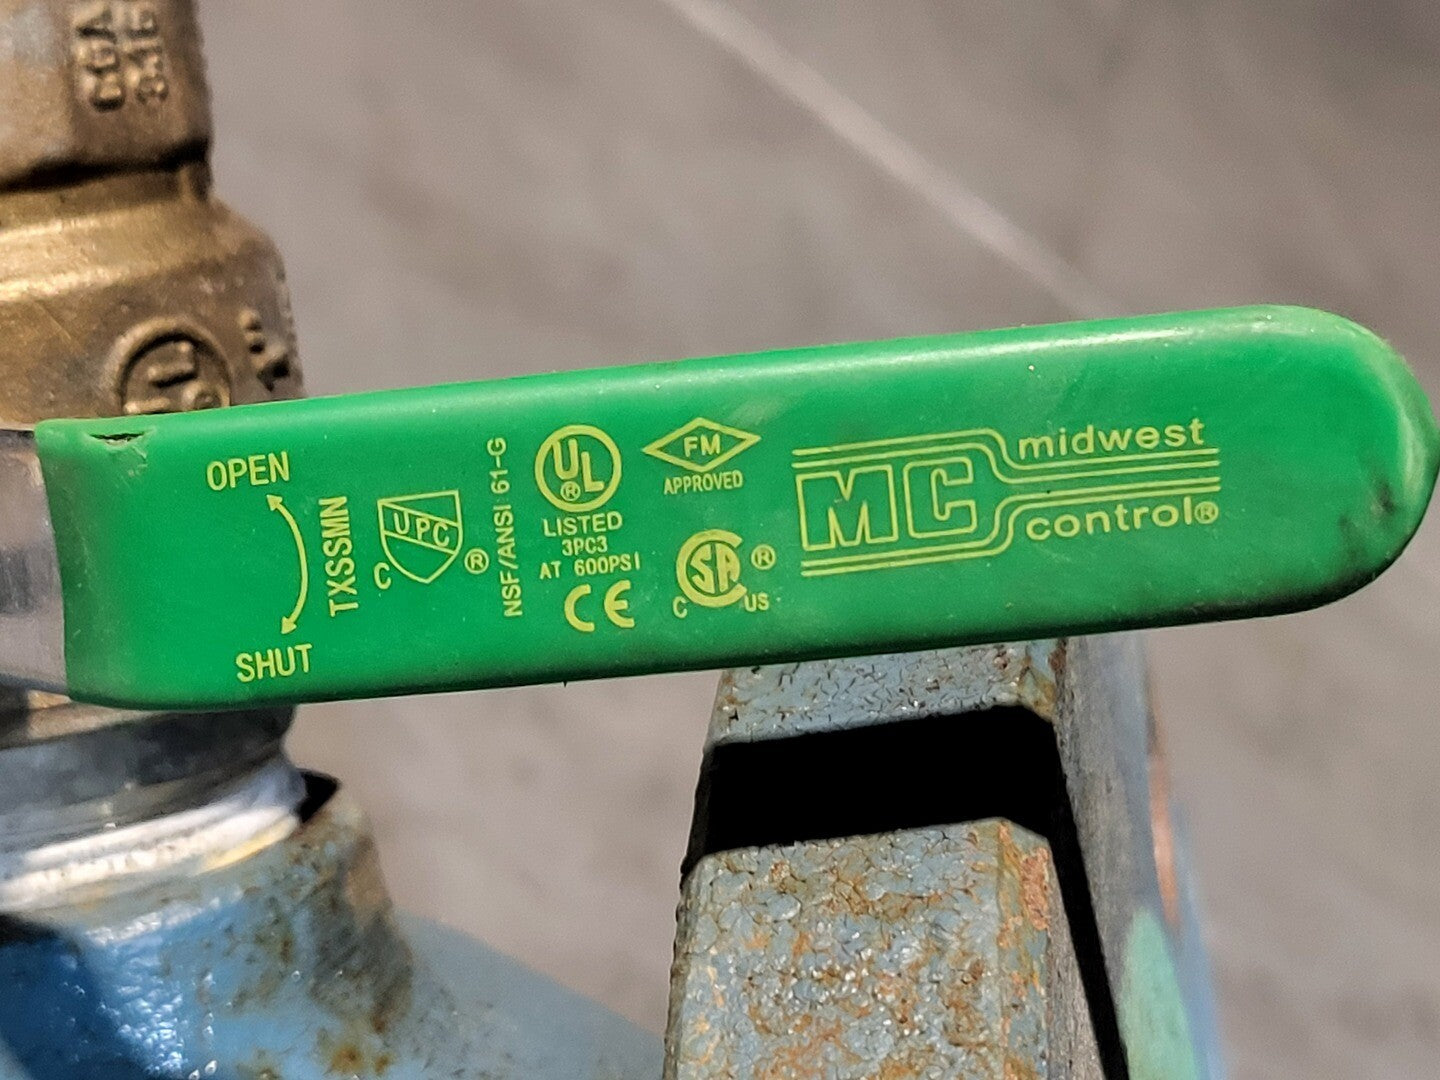 OPEN
SHUT
TXSSMN
UPC
C
®
NSF/ANSI 61-G
UL
®
LISTED
3PC3
AT 600PSI
CE
FM
APPROVED
SA
®
C US
MC
midwest
control®